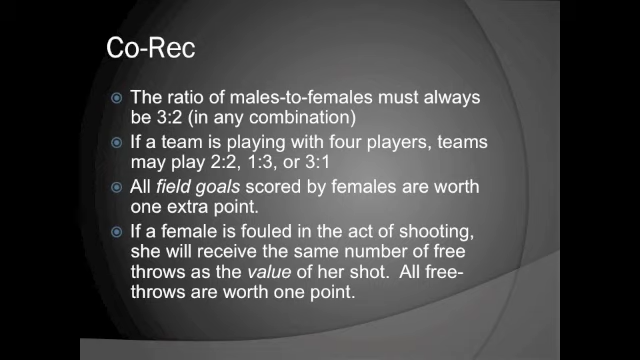 Co-Rec
The ratio of males-to-females must always
be 3:2 (in any combination)
If a team is playing with four players, teams
may play 2:2, 1:3, or 3:1
All field goals scored by females are worth
one extra point.
If a female is fouled in the act of shooting,
she will receive the same number of free
throws as the value of her shot.  All free-
throws are worth one point.